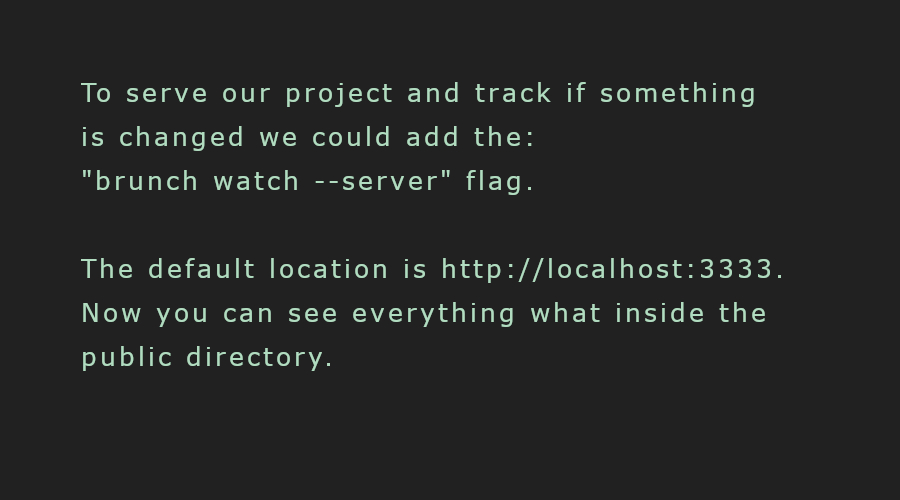 To serve our project and track if something
is changed we could add the:
"brunch watch --server" flag.
The default location is http://localhost:3333.
Now you can see everything what inside the
public directory.